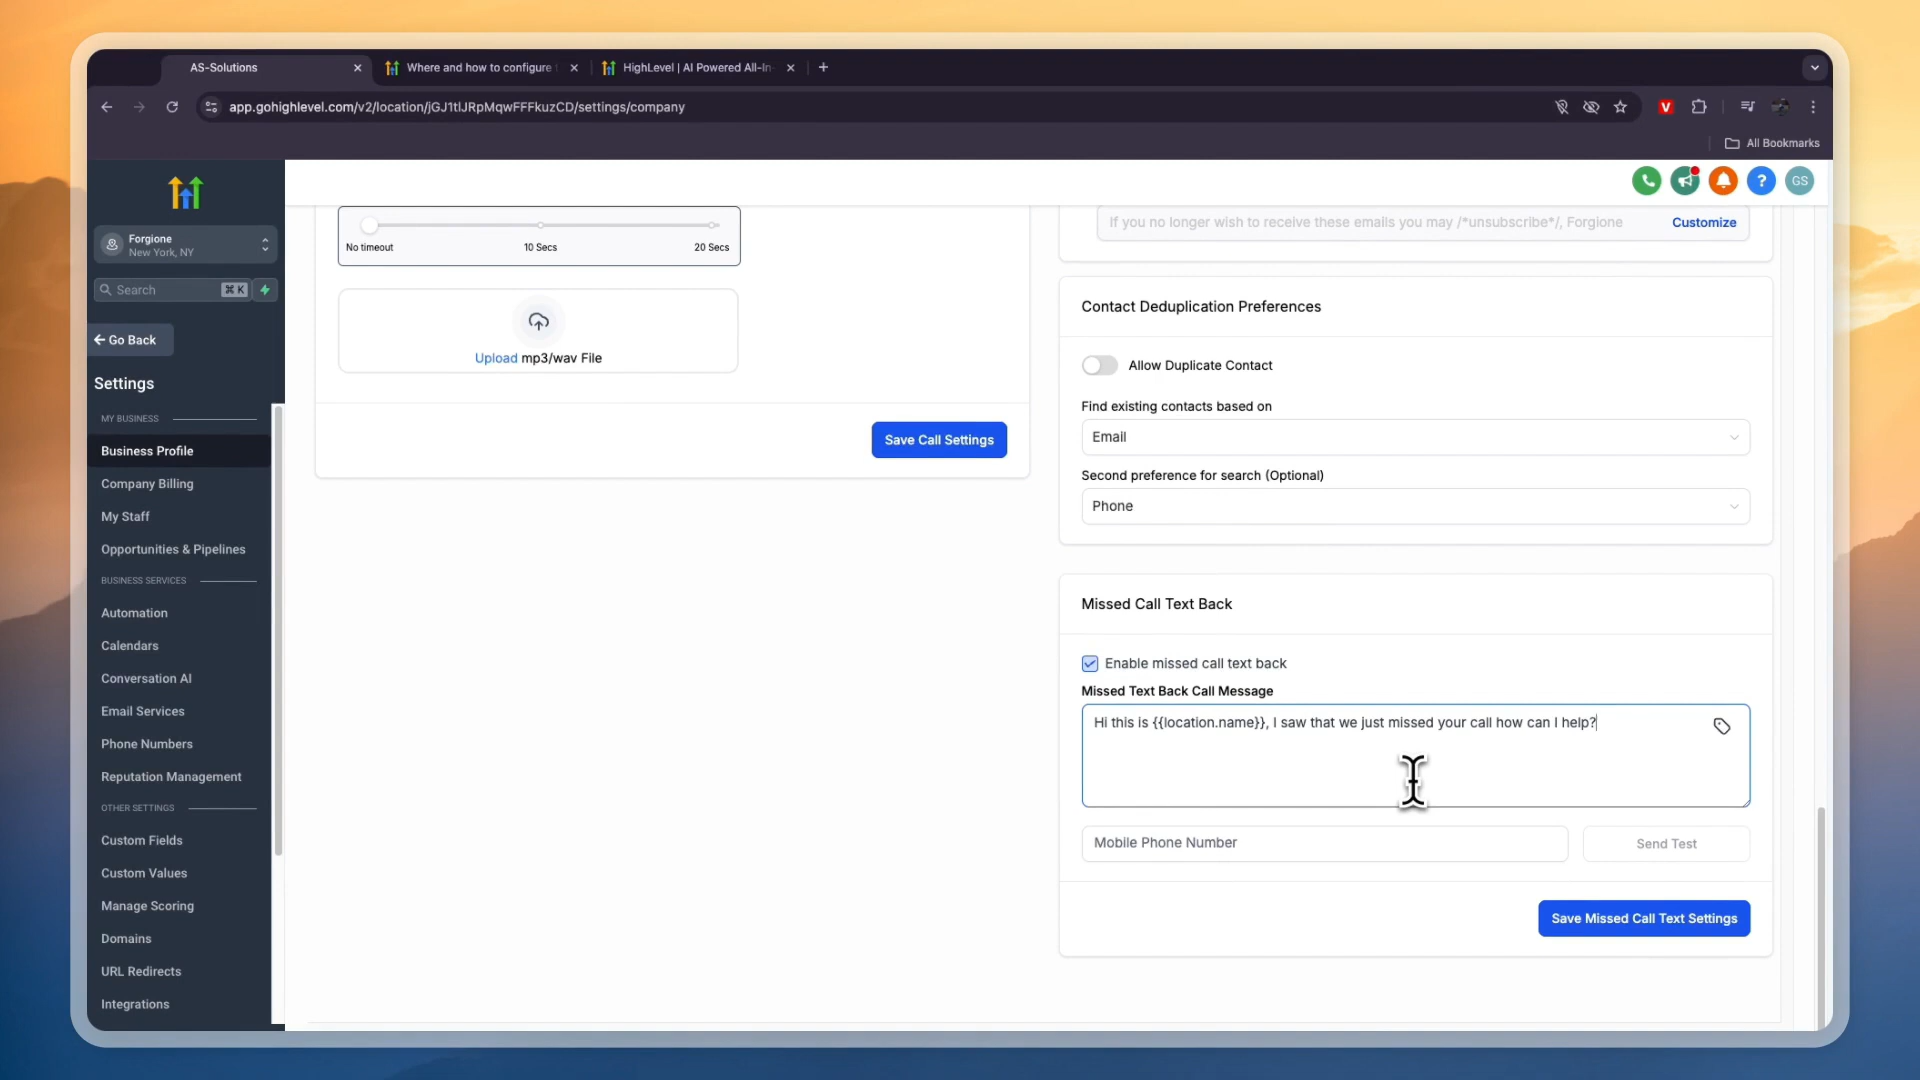 AS-Solutions
Where and how to configure
HighLevel | AI Powered All-In-
app.gohighlevel.com/v2/location/jGJ1tlJRpMqwFFFkuzCD/settings/company
V
All Bookmarks
GS
Forgione
New York, NY
Search
⌘ K
Go Back
Settings
MY BUSINESS
Business Profile
Company Billing
My Staff
Opportunities & Pipelines
BUSINESS SERVICES
Automation
Calendars
Conversation AI
Email Services
Phone Numbers
Reputation Management
OTHER SETTINGS
Custom Fields
Custom Values
Manage Scoring
Domains
URL Redirects
Integrations
No timeout
10 Secs
20 Secs
Upload mp3/wav File
Save Call Settings
If you no longer wish to receive these emails you may /*unsubscribe*/, Forgione
Customize
Contact Deduplication Preferences
Allow Duplicate Contact
Find existing contacts based on
Email
Second preference for search (Optional)
Phone
Missed Call Text Back
Enable missed call text back
Missed Text Back Call Message
Hi this is {{location.name}}, I saw that we just missed your call how can I help?
Mobile Phone Number
Send Test
Save Missed Call Text Settings